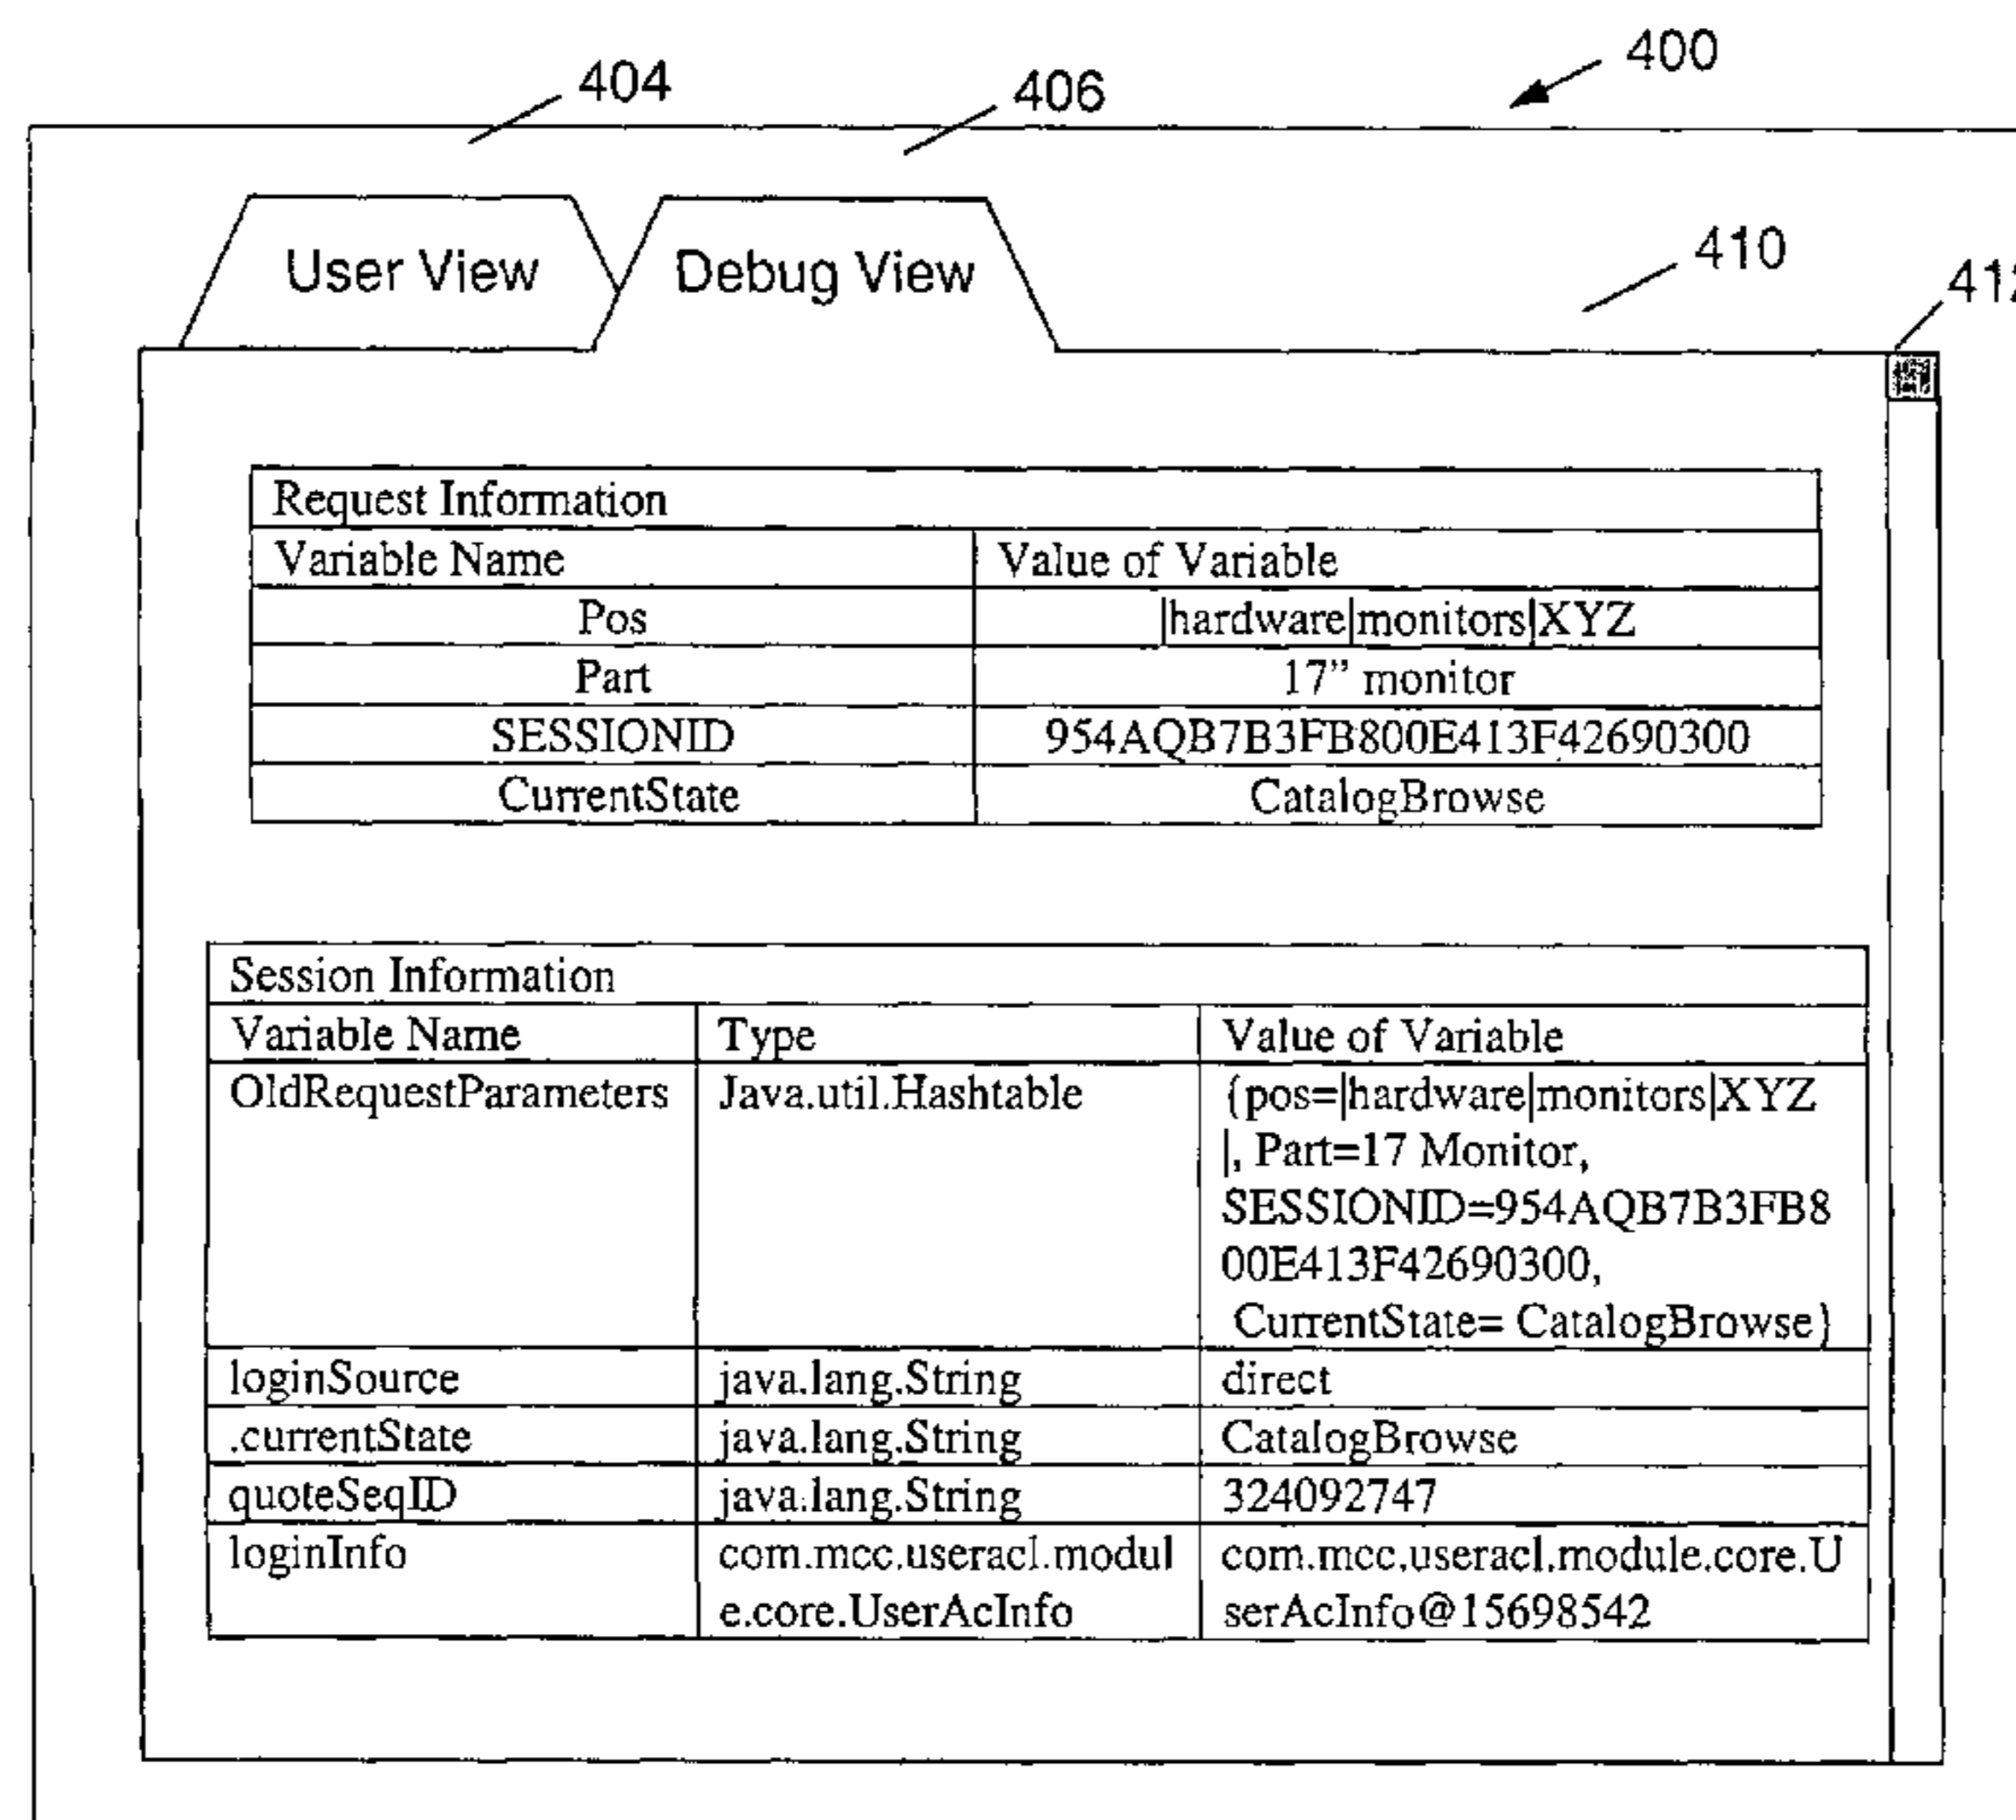 400
404
406
User View
Debug View
410
412
Request Information
Variable Name Value of Variable
Pos |hardware|monitors|XYZ
Part 17” monitor
SESSIONID 954AQB7B3FB800E413F42690300
CurrentState CatalogBrowse
Session Information
Variable Name Type Value of Variable
OldRequestParameters Java.util.Hashtable {pos=|hardware|monitors|XYZ
|, Part=17 Monitor,
SESSIONID=954AQB7B3FB8
00E413F42690300,
CurrentState= CatalogBrowse}
loginSource java.lang.String direct
.currentState java.lang.String CatalogBrowse
quoteSeqID java.lang.String 324092747
loginInfo com.mcc.useracl.modul com.mcc.useracl.module.core.U
e.core.UserAcInfo serAcInfo@15698542